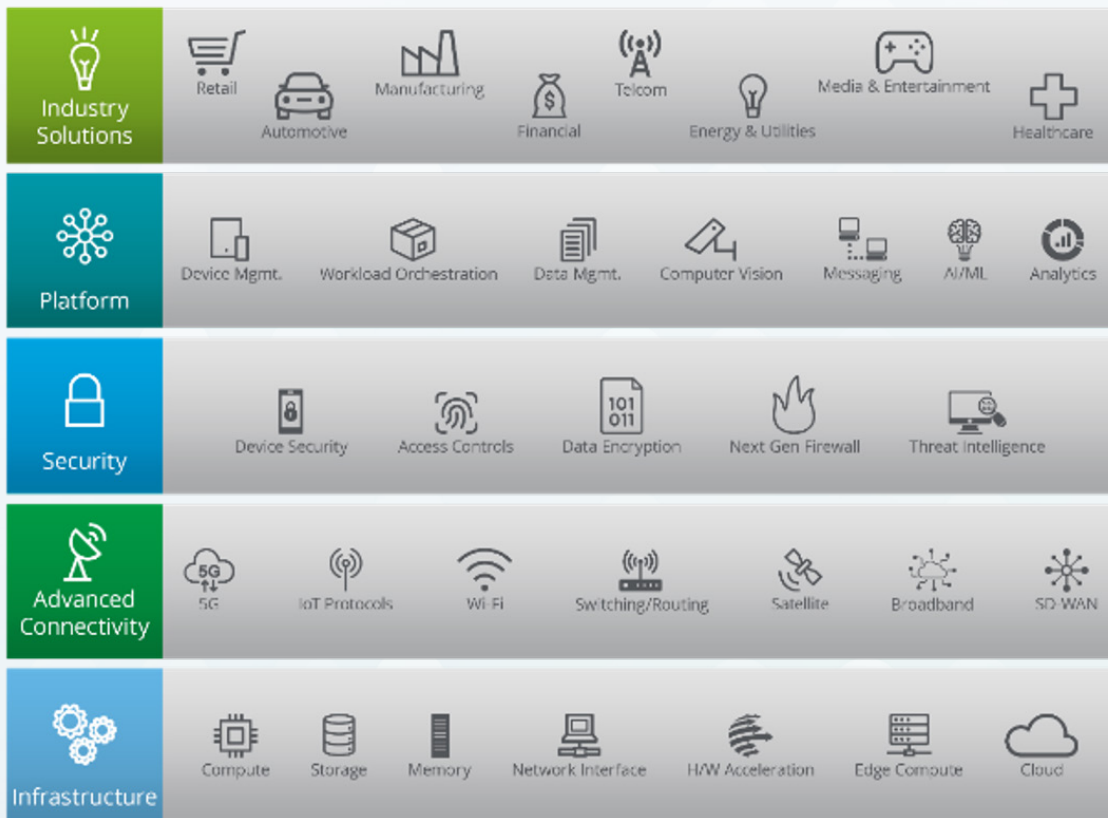 Industry
Solutions
Retail
Automotive
Manufacturing
Financial
Telcom
Energy & Utilities
Media & Entertainment
Healthcare
Platform
Device Mgmt.
Workload Orchestration
Data Mgmt.
Computer Vision
Messaging
AI/ML
Analytics
Security
Device Security
Access Controls
101
011
Data Encryption
Next Gen Firewall
Threat Intelligence
Advanced
Connectivity
5G
5G
IoT Protocols
Wi-Fi
Switching/Routing
Satellite
Broadband
SD-WAN
Infrastructure
Compute
Storage
Memory
Network Interface
H/W Acceleration
Edge Compute
Cloud